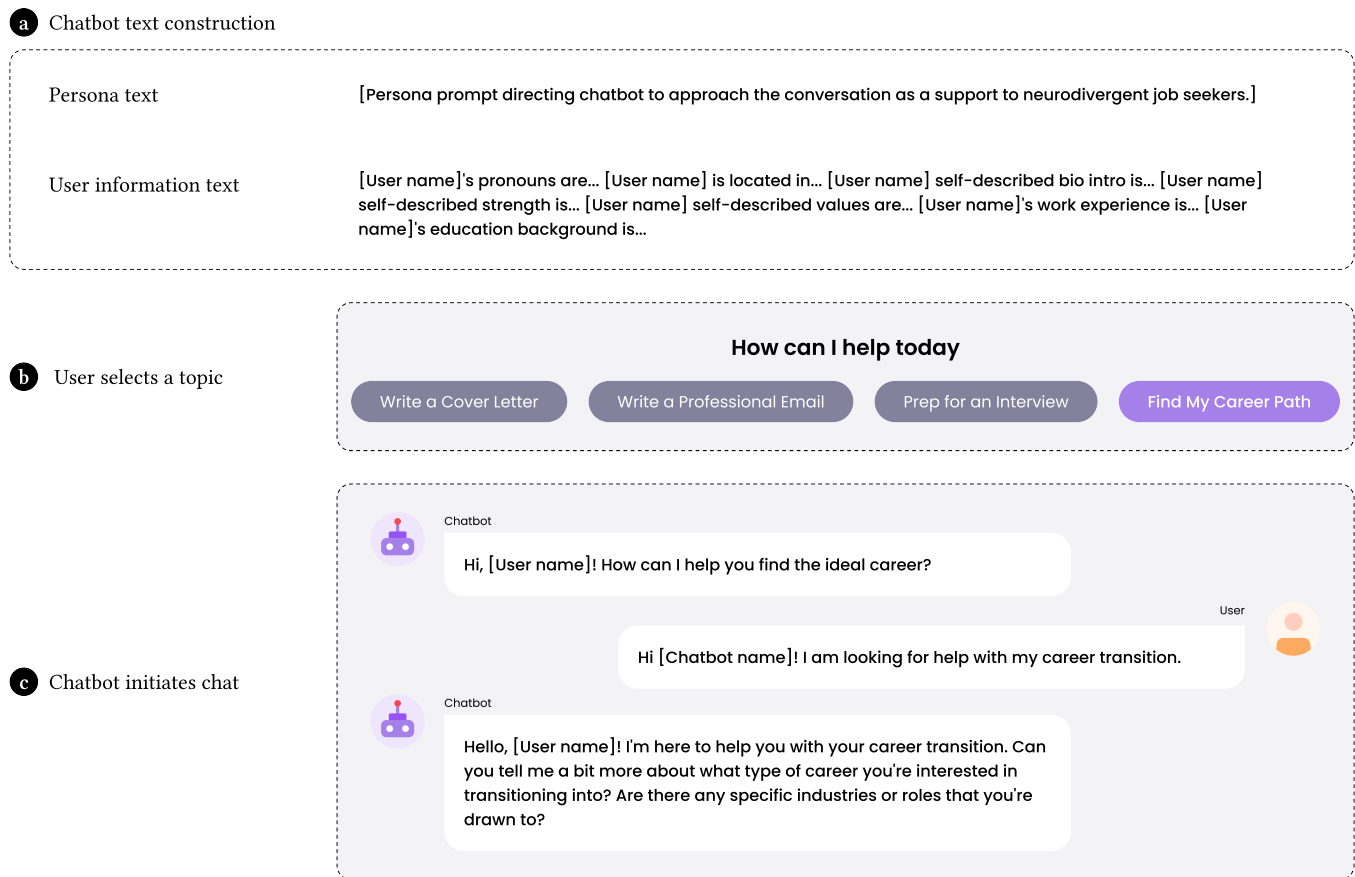 a Chatbot text construction
Persona text
[Persona prompt directing chatbot to approach the conversation as a support to neurodivergent job seekers.]
User information text
[User name]'s pronouns are... [User name] is located in... [User name] self-described bio intro is... [User name]
self-described strength is... [User name] self-described values are... [User name]'s work experience is... [User
name]'s education background is...
b User selects a topic
How can I help today
Write a Cover Letter
Write a Professional Email
Prep for an Interview
Find My Career Path
c Chatbot initiates chat
Chatbot
Hi, [User name]! How can I help you find the ideal career?
User
Hi [Chatbot name]! I am looking for help with my career transition.
Chatbot
Hello, [User name]! I'm here to help you with your career transition. Can
you tell me a bit more about what type of career you're interested in
transitioning into? Are there any specific industries or roles that you're
drawn to?